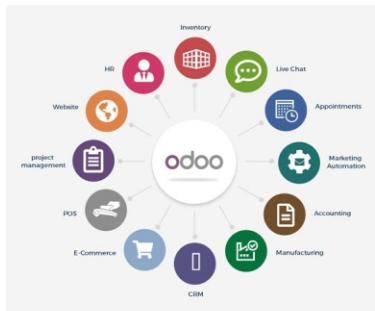 Inventory
HR
Live Chat
Website
Appointments
odoo
project
management
Marketing
Automation
POS
Accounting
E-Commerce
Manufacturing
CRM